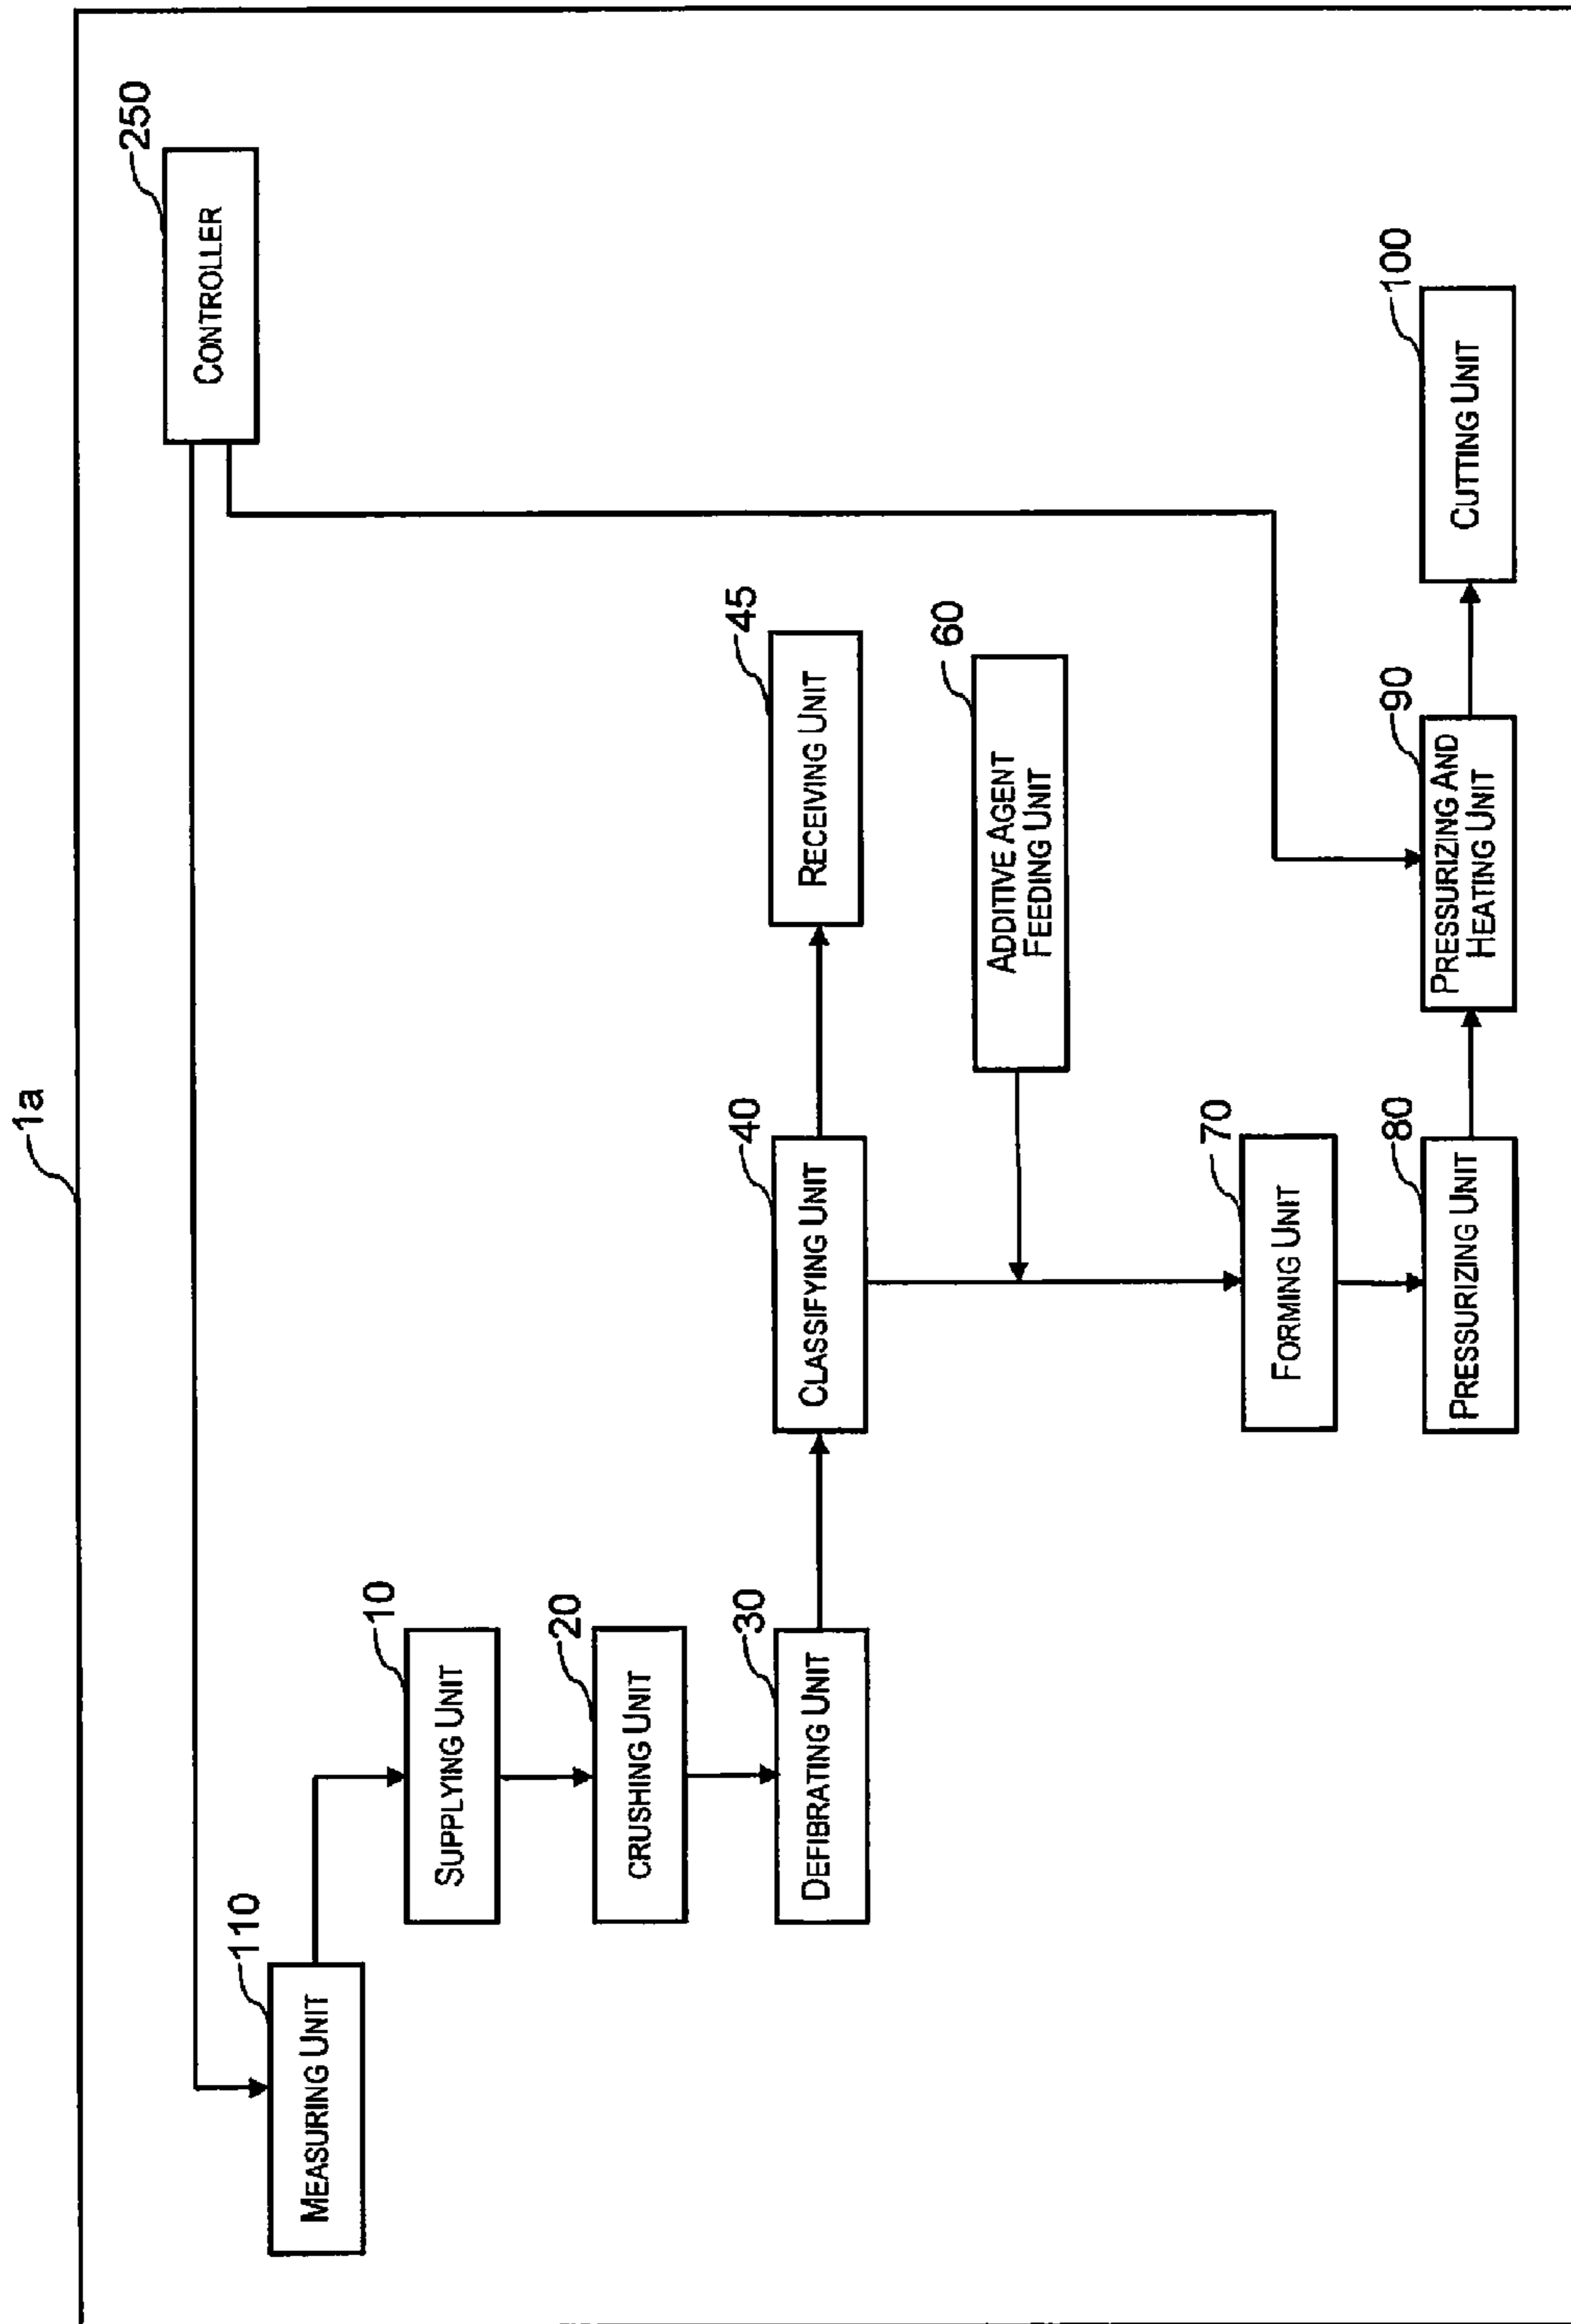 1a
250
CONTROLLER
110
MEASURING UNIT
10
SUPPLYING UNIT
20
CRUSHING UNIT
30
DEFIBRATING UNIT
40
CLASSIFYING UNIT
45
RECEIVING UNIT
60
ADDITIVE AGENT
FEEDING UNIT
70
FORMING UNIT
80
PRESSURIZING UNIT
90
PRESSURIZING AND
HEATING UNIT
100
CUTTING UNIT